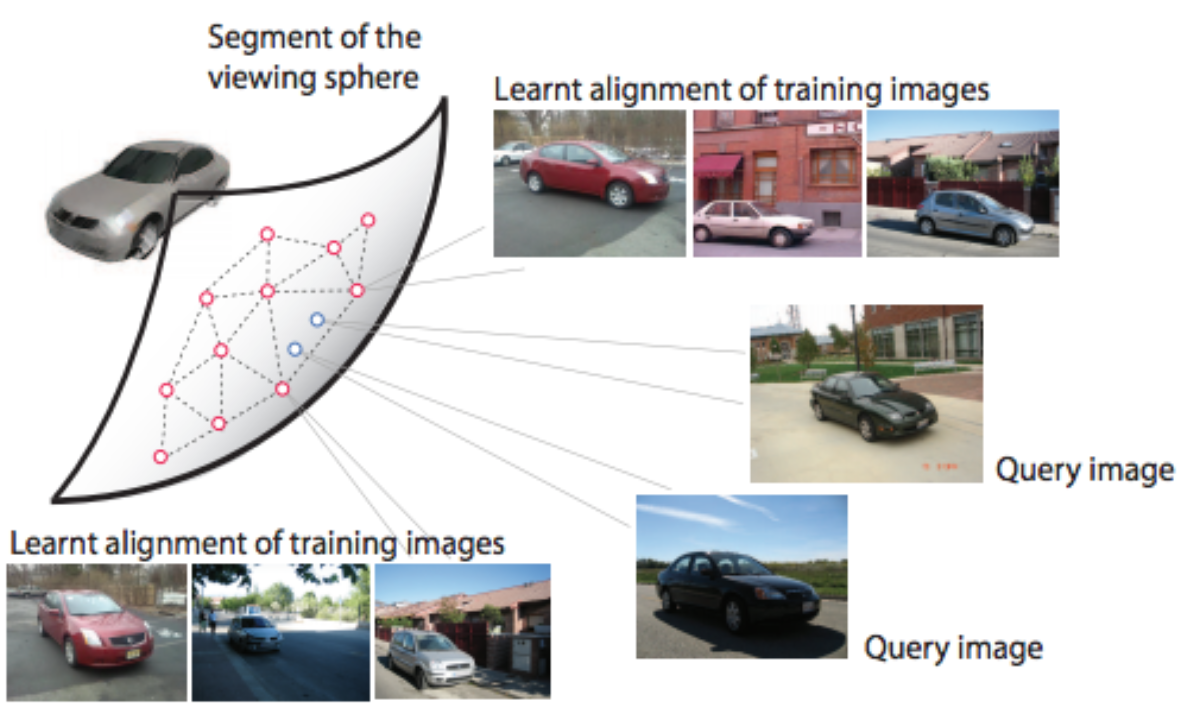 Segment of the
viewing sphere
Learnt alignment of training images
Query image
Query image
Learnt alignment of training images